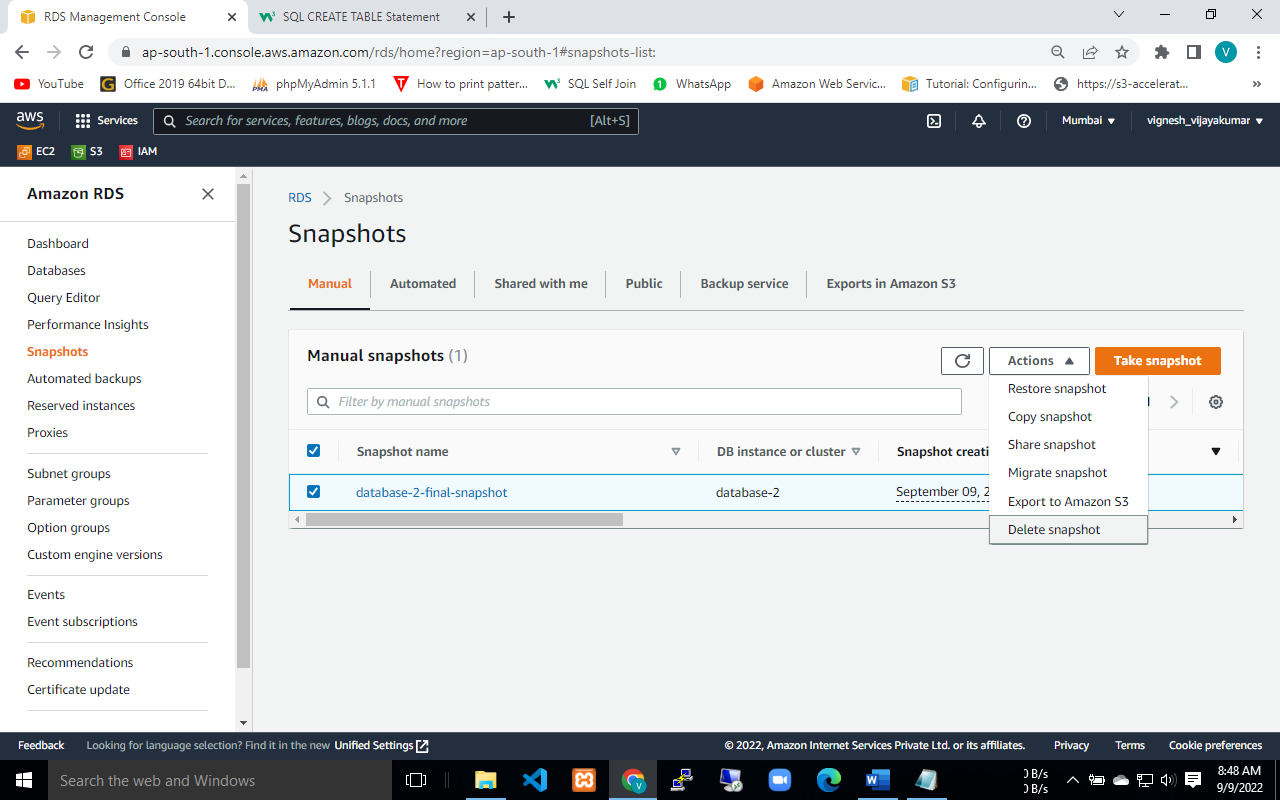 RDS Management Console
SQL CREATE TABLE Statement
ap-south-1.console.aws.amazon.com/rds/home?region=ap-south-1#snapshots-list:
V
YouTube
G
Office 2019 64bit D...
PMA
phpMyAdmin 5.1.1
How to print patter...
SQL Self Join
1
WhatsApp
Amazon Web Servic...
Tutorial: Configurin...
https://s3-accelerat...
»
aws
Services
Search for services, features, blogs, docs, and more
[Alt+S]
Mumbai
vignesh_vijayakumar
EC2
S3
IAM
Amazon RDS
Dashboard
Databases
Query Editor
Performance Insights
Snapshots
Automated backups
Reserved instances
Proxies
Subnet groups
Parameter groups
Option groups
Custom engine versions
Events
Event subscriptions
Recommendations
Certificate update
RDS
Snapshots
Snapshots
Manual
Automated
Shared with me
Public
Backup service
Exports in Amazon S3
Manual snapshots (1)
Actions
Take snapshot
Filter by manual snapshots
Restore snapshot
Copy snapshot
Share snapshot
Migrate snapshot
Export to Amazon S3
Delete snapshot
Snapshot name
DB instance or cluster
Snapshot creati
database-2-final-snapshot
database-2
September 09, 2
Feedback
Looking for language selection? Find it in the new Unified Settings
© 2022, Amazon Internet Services Private Ltd. or its affiliates.
Privacy
Terms
Cookie preferences
Search the web and Windows
V
0 B/s
0 B/s
8:48 AM
9/9/2022